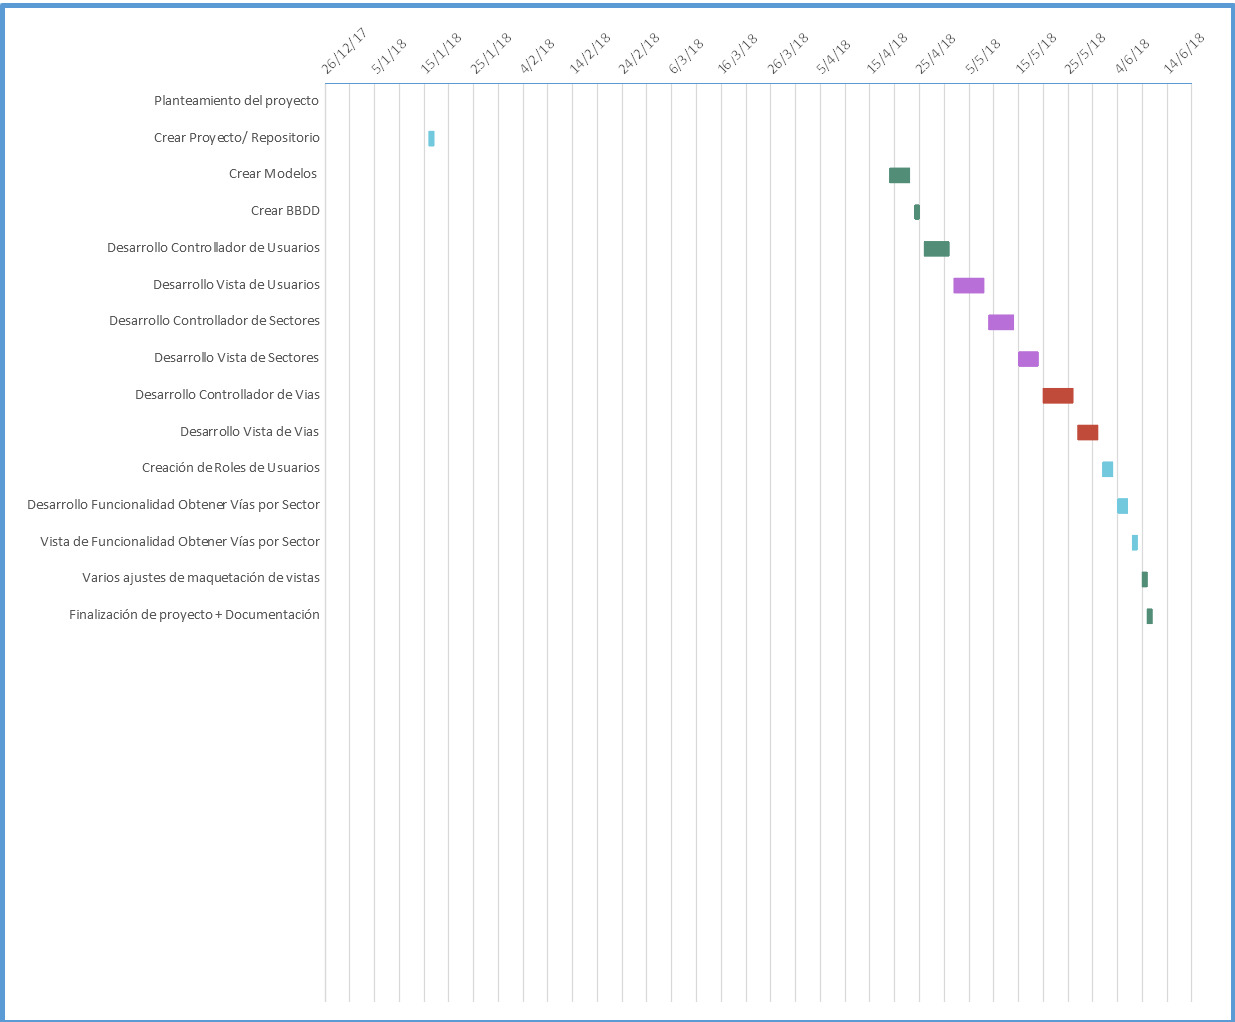 26/12/17
5/1/18
15/1/18
25/1/18
4/2/18
14/2/18
24/2/18
6/3/18
16/3/18
26/3/18
5/4/18
15/4/18
25/4/18
5/5/18
15/5/18
25/5/18
4/6/18
14/6/18
Planteamiento del proyecto
Crear Proyecto/ Repositorio
Crear Modelos
Crear BBDD
Desarrollo Controllador de Usuarios
Desarrollo Vista de Usuarios
Desarrollo Controllador de Sectores
Desarrollo Vista de Sectores
Desarrollo Controllador de Vias
Desarrollo Vista de Vias
Creación de Roles de Usuarios
Desarrollo Funcionalidad Obtener Vías por Sector
Vista de Funcionalidad Obtener Vías por Sector
Varios ajustes de maquetación de vistas
Finalización de proyecto + Documentación